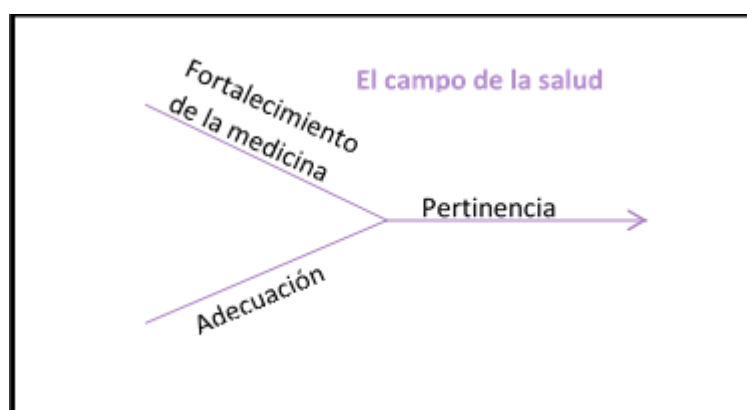 El campo de la salud
Fortalecimiento
de la medicina
Pertinencia
Adecuación